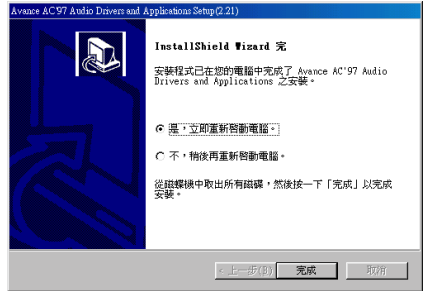 Avance AC'97 Audio Drivers and Applications Setup(2.21)
InstallShield Wizard 完
安裝程式已在您的電腦中完成了 Avance AC'97 Audio
Drivers and Applications 之安裝。
是，立即重新啓動電腦。
不，稍後再重新啓動電腦。
從磁碟機中取出所有磁碟，然後按一下「完成」以完成
安裝。
< 上一步(B)
完成
取消